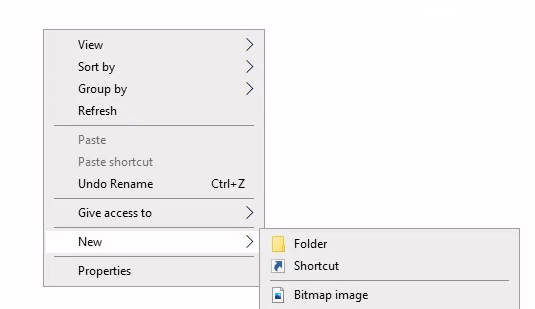 View
Sort by
Group by
Refresh
Paste
Paste shortcut
Undo Rename Ctrl+Z
Give access to
New
Properties
Folder
Shortcut
Bitmap image